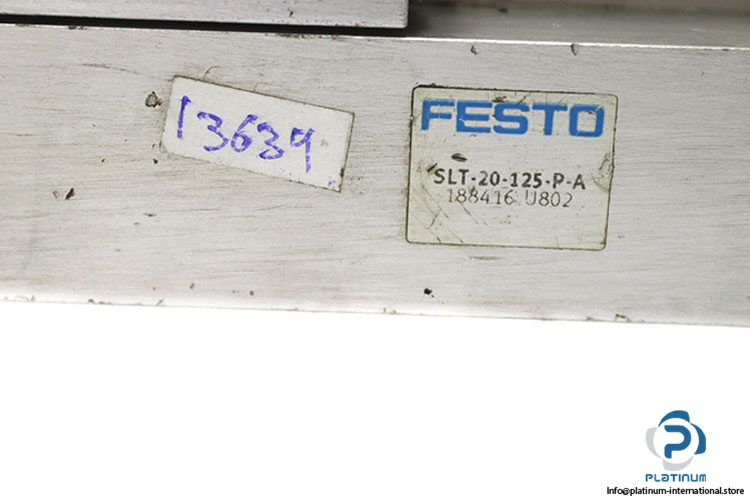 13639
FESTO
SLT-20-125-P-A
188416 U802
PLATINUM
Info@platinum-international.store